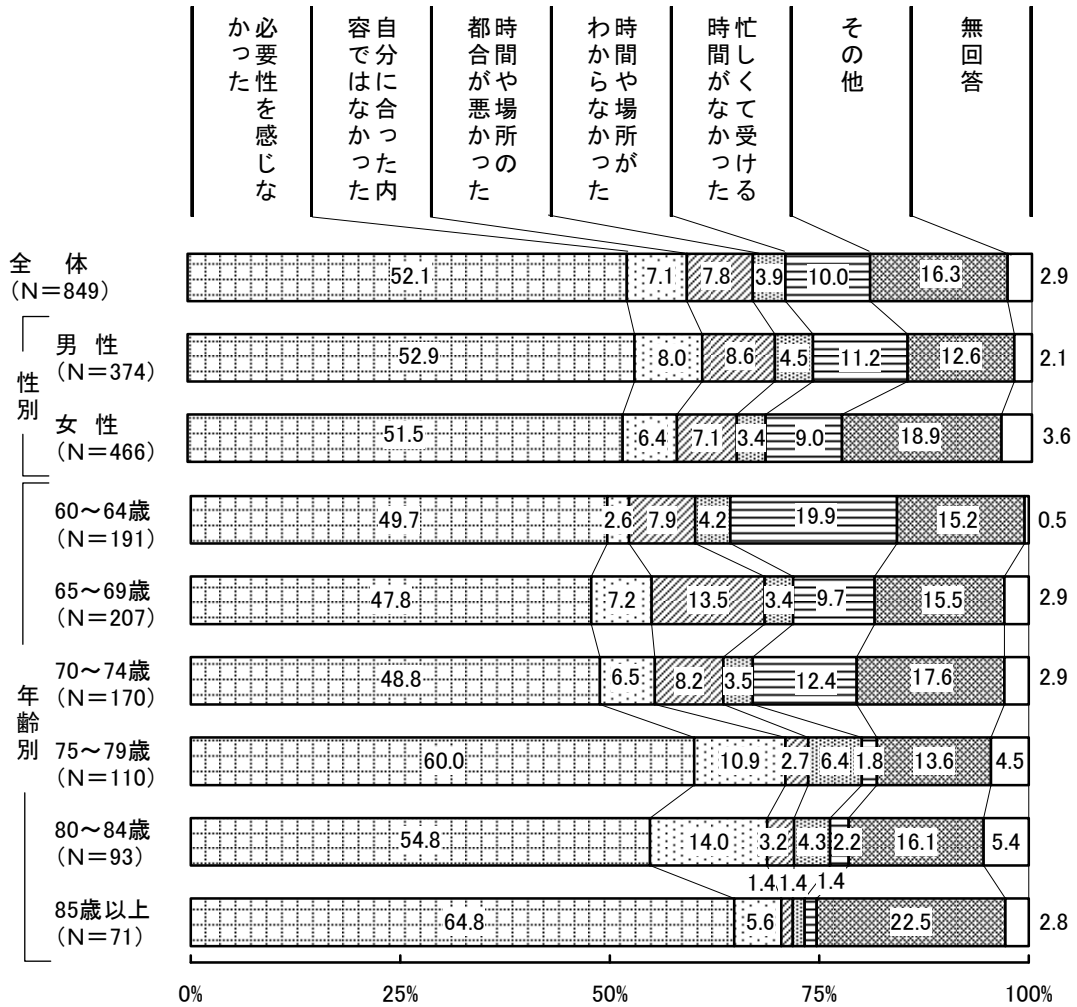 必要性を感じな
かった
自分に合った内
容ではなかった
時間や場所の
都合が悪かった
時間や場所が
わからなかった
忙しくて受ける
時間がなかった
その他
無回答
全 体
(N=849)
52.1 7.1 7.8 3.9 10.0 16.3 2.9
性別
男 性
(N=374)
52.9 8.0 8.6 4.5 11.2 12.6 2.1
女 性
(N=466)
51.5 6.4 7.1 3.4 9.0 18.9 3.6
年齢別
60~64歳
(N=191)
49.7 2.6 7.9 4.2 19.9 15.2 0.5
65~69歳
(N=207)
47.8 7.2 13.5 3.4 9.7 15.5 2.9
70~74歳
(N=170)
48.8 6.5 8.2 3.5 12.4 17.6 2.9
75~79歳
(N=110)
60.0 10.9 2.7 6.4 1.8 13.6 4.5
80~84歳
(N=93)
54.8 14.0 3.2 4.3 2.2 16.1 5.4
85歳以上
(N=71)
64.8 5.6 1.4 1.4 1.4 22.5 2.8
0% 25% 50% 75% 100%